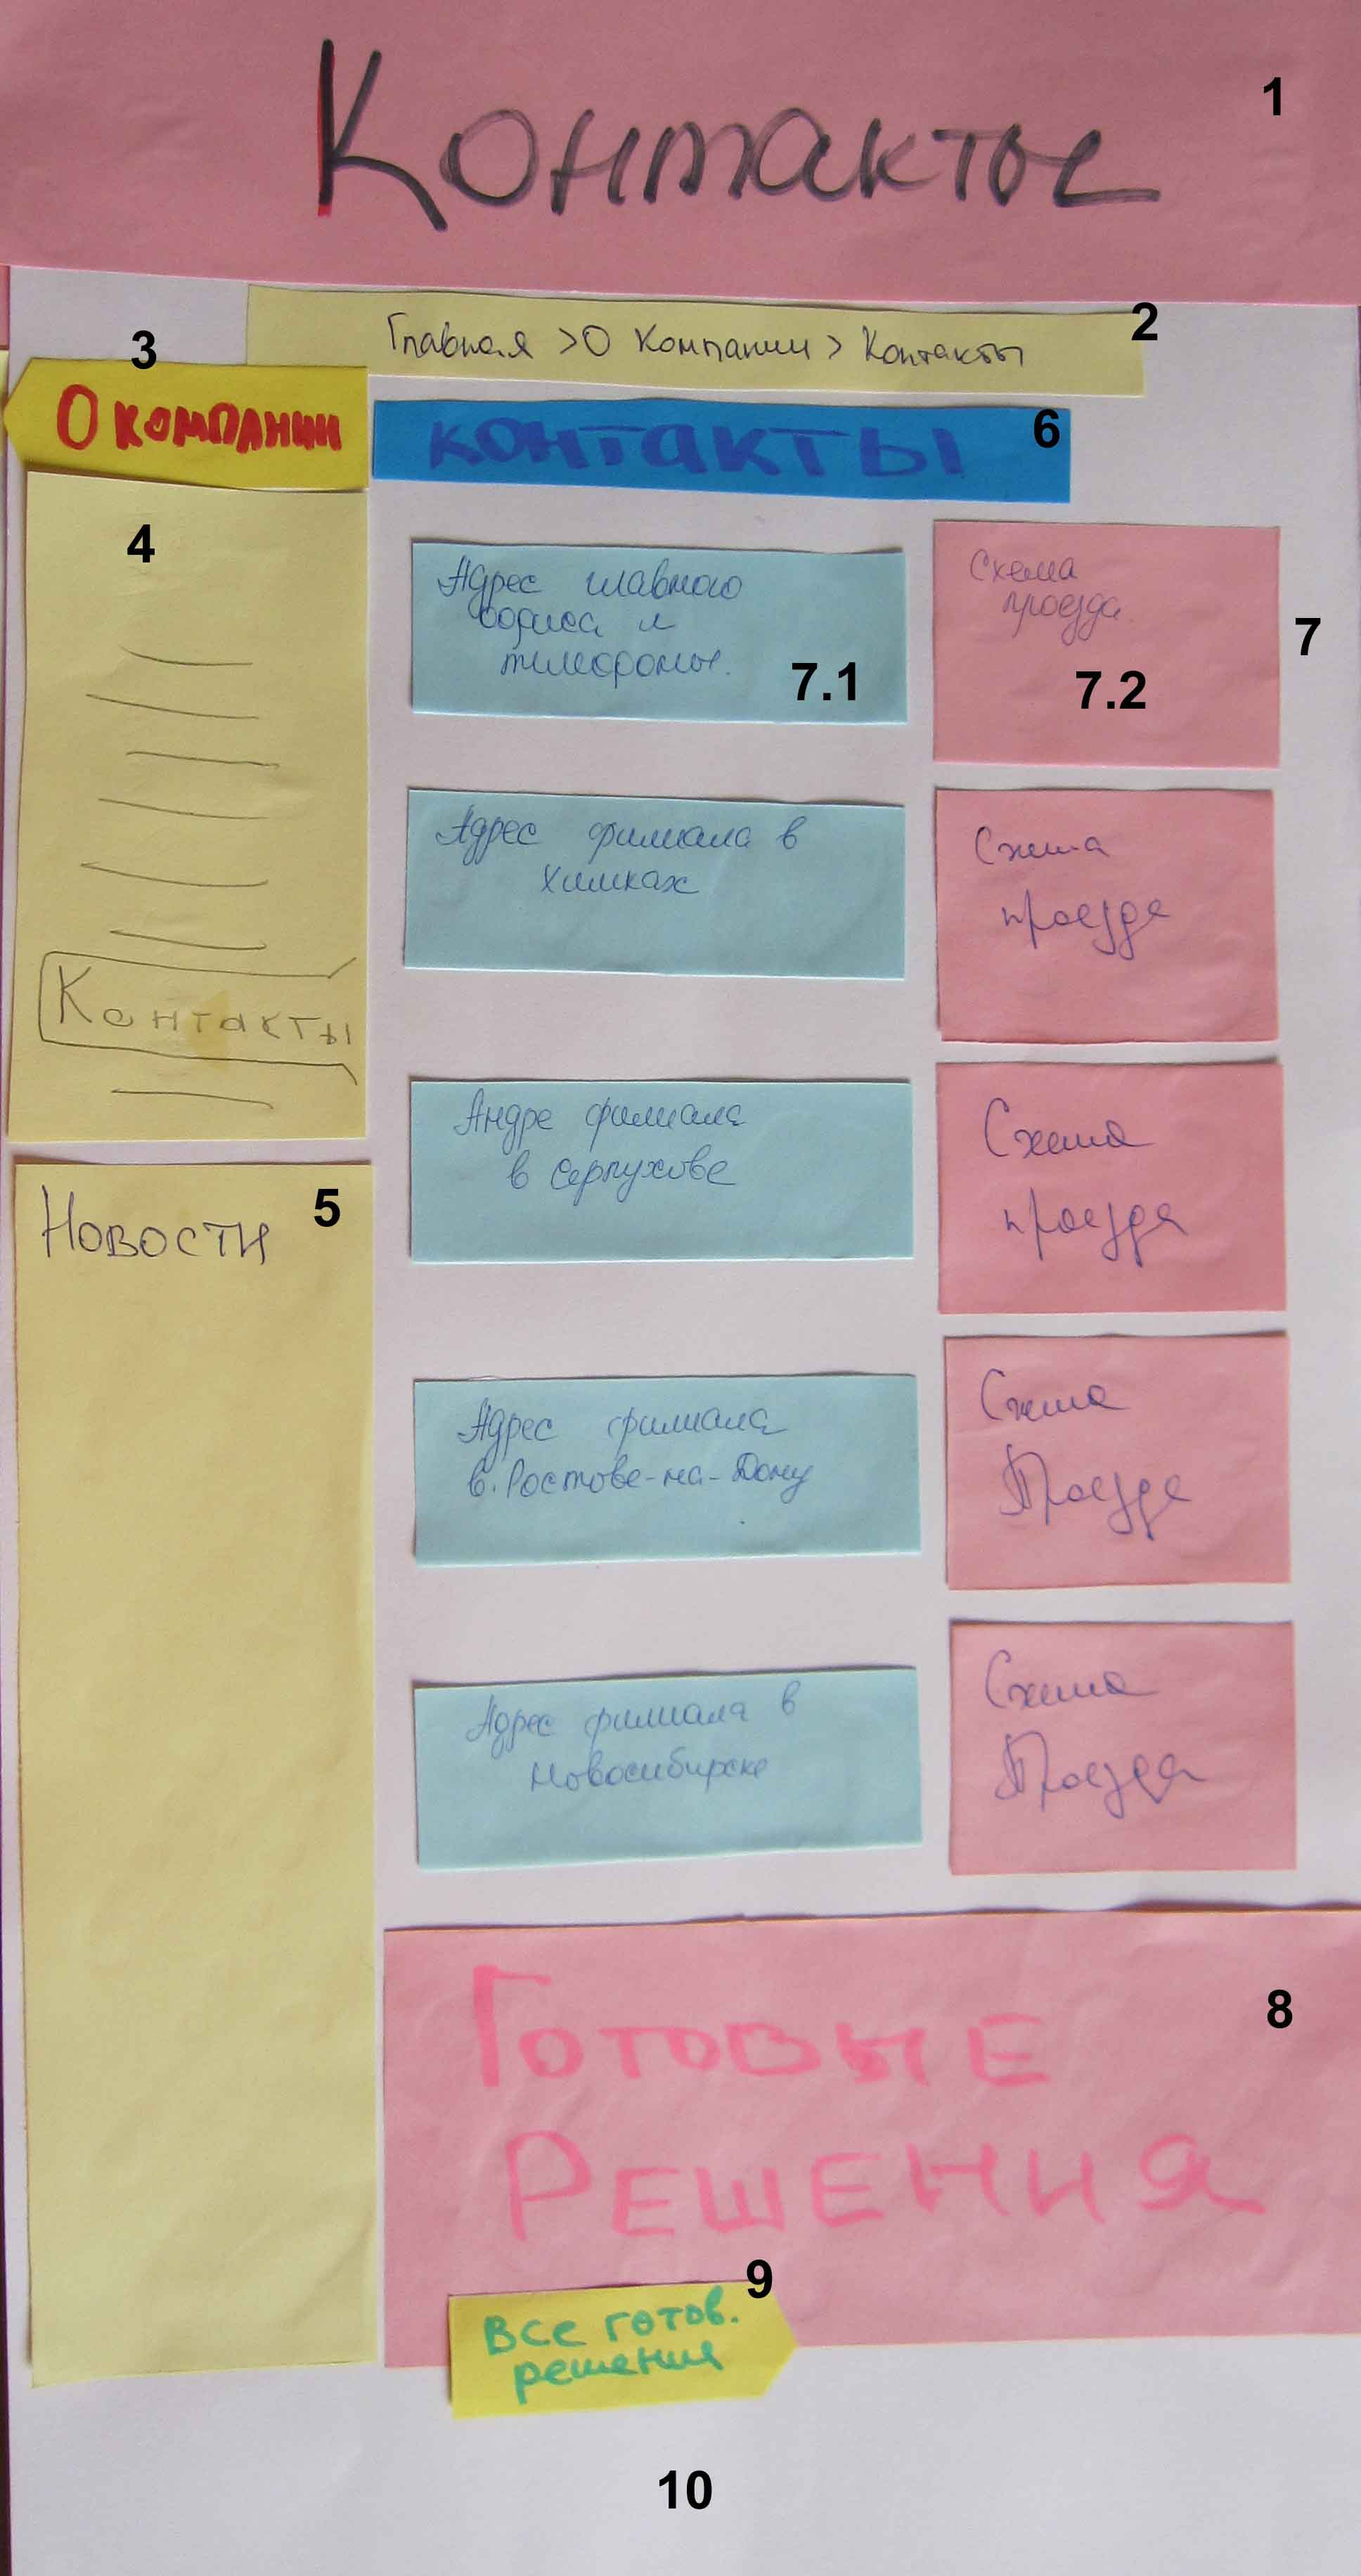 Контакты
1
Главная > О Компании > Контакты
2
3
О компании
4
Контакты
Новости
5
контакты
6
Адрес главного
офиса и
телефоны.
7.1
Схема
проезда
7.2
7
Адрес филиала в
Химках
Схема
проезда
Андре филиала
в Серпухове
Схема
проезда
Адрес филиала
в. Ростове-на-Дону
Схема
Проезда
Адрес филиала в
Новосибирске
Схема
Проезда
Готовые
Решения
8
9
Все готов.
решения
10